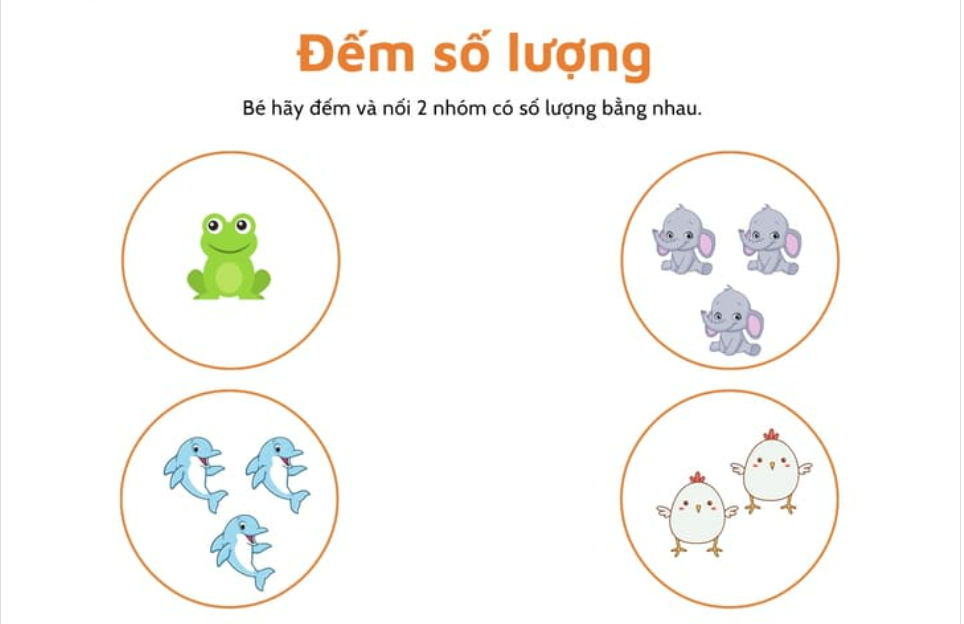 Đếm số lượng
Bé hãy đếm và nối 2 nhóm có số lượng bằng nhau.